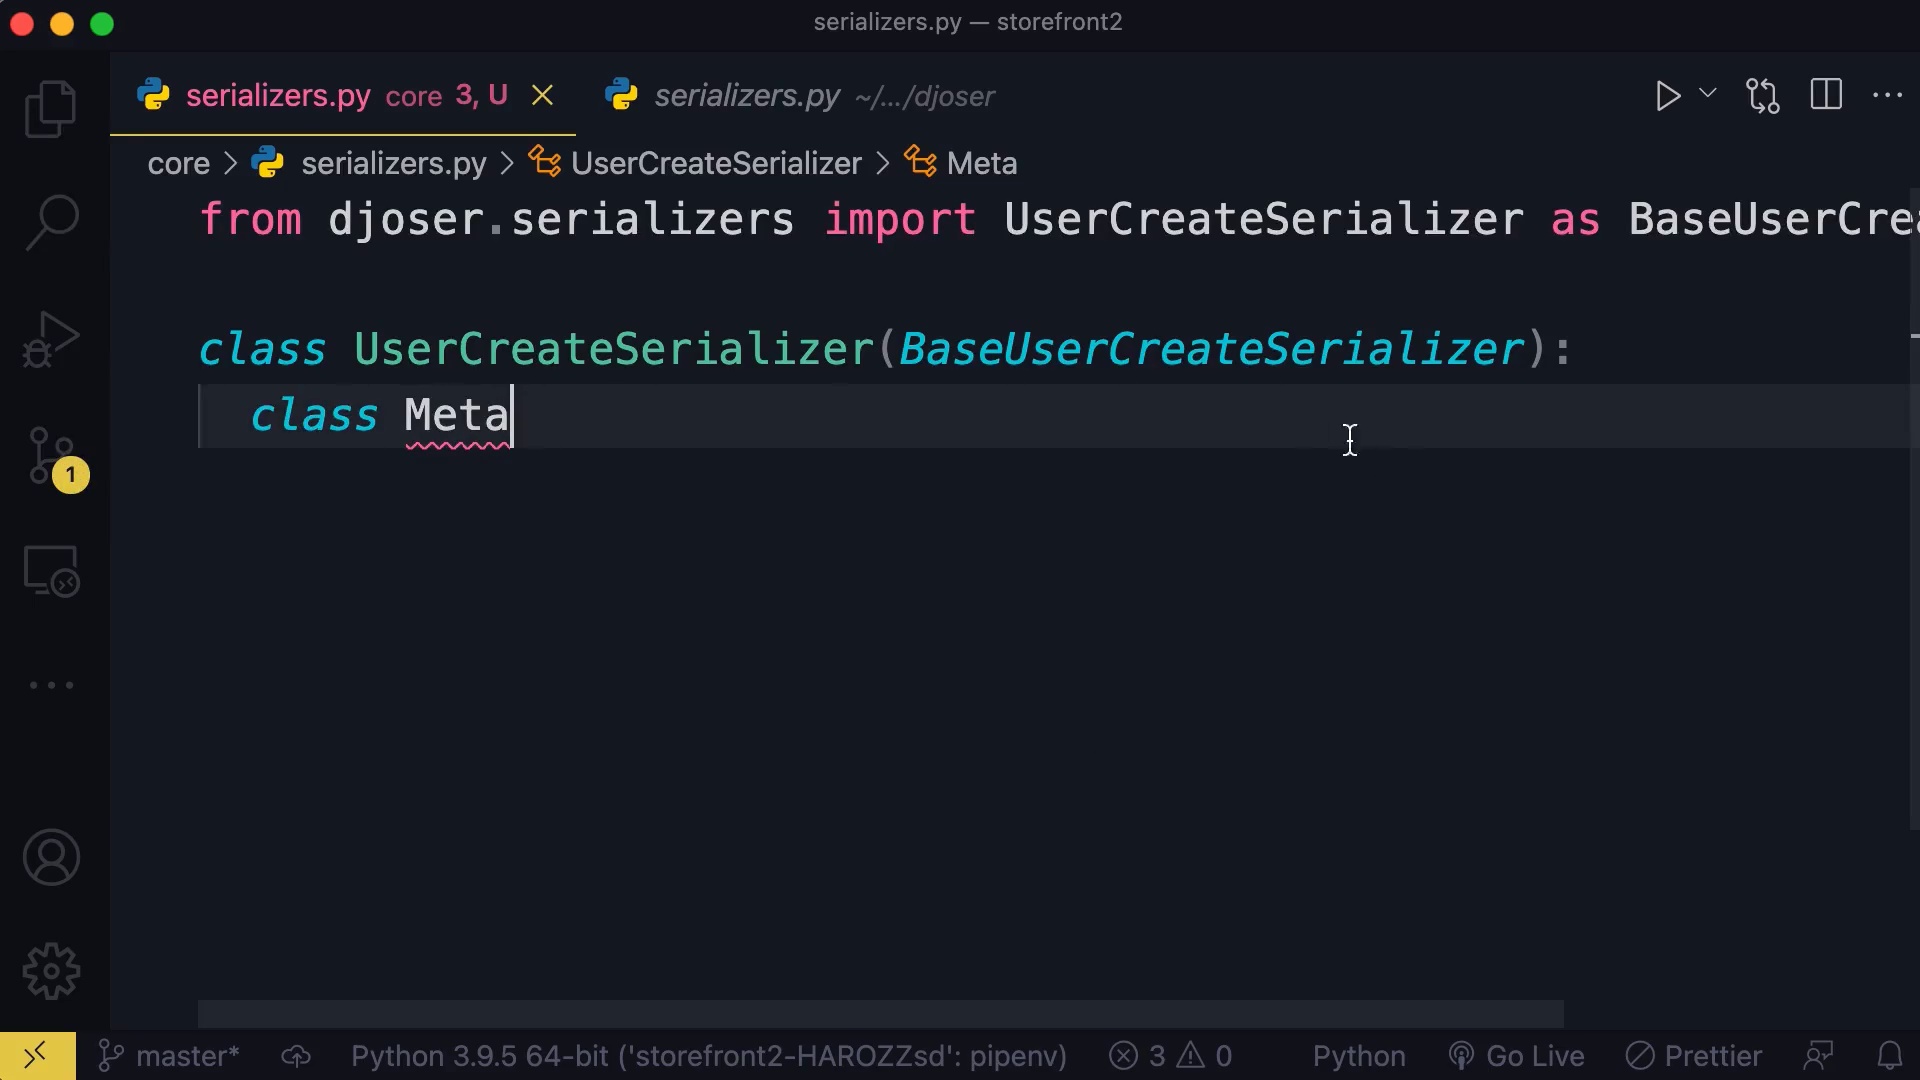 serializers.py — storefront2
serializers.py core 3, U serializers.py ~/.../djoser
core > serializers.py > UserCreateSerializer > Meta
from djoser.serializers import UserCreateSerializer as BaseUserCrea
class UserCreateSerializer(BaseUserCreateSerializer):
class Meta
1
master* Python 3.9.5 64-bit ('storefront2-HAROZZsd': pipenv) 3 0 Python Go Live Prettier